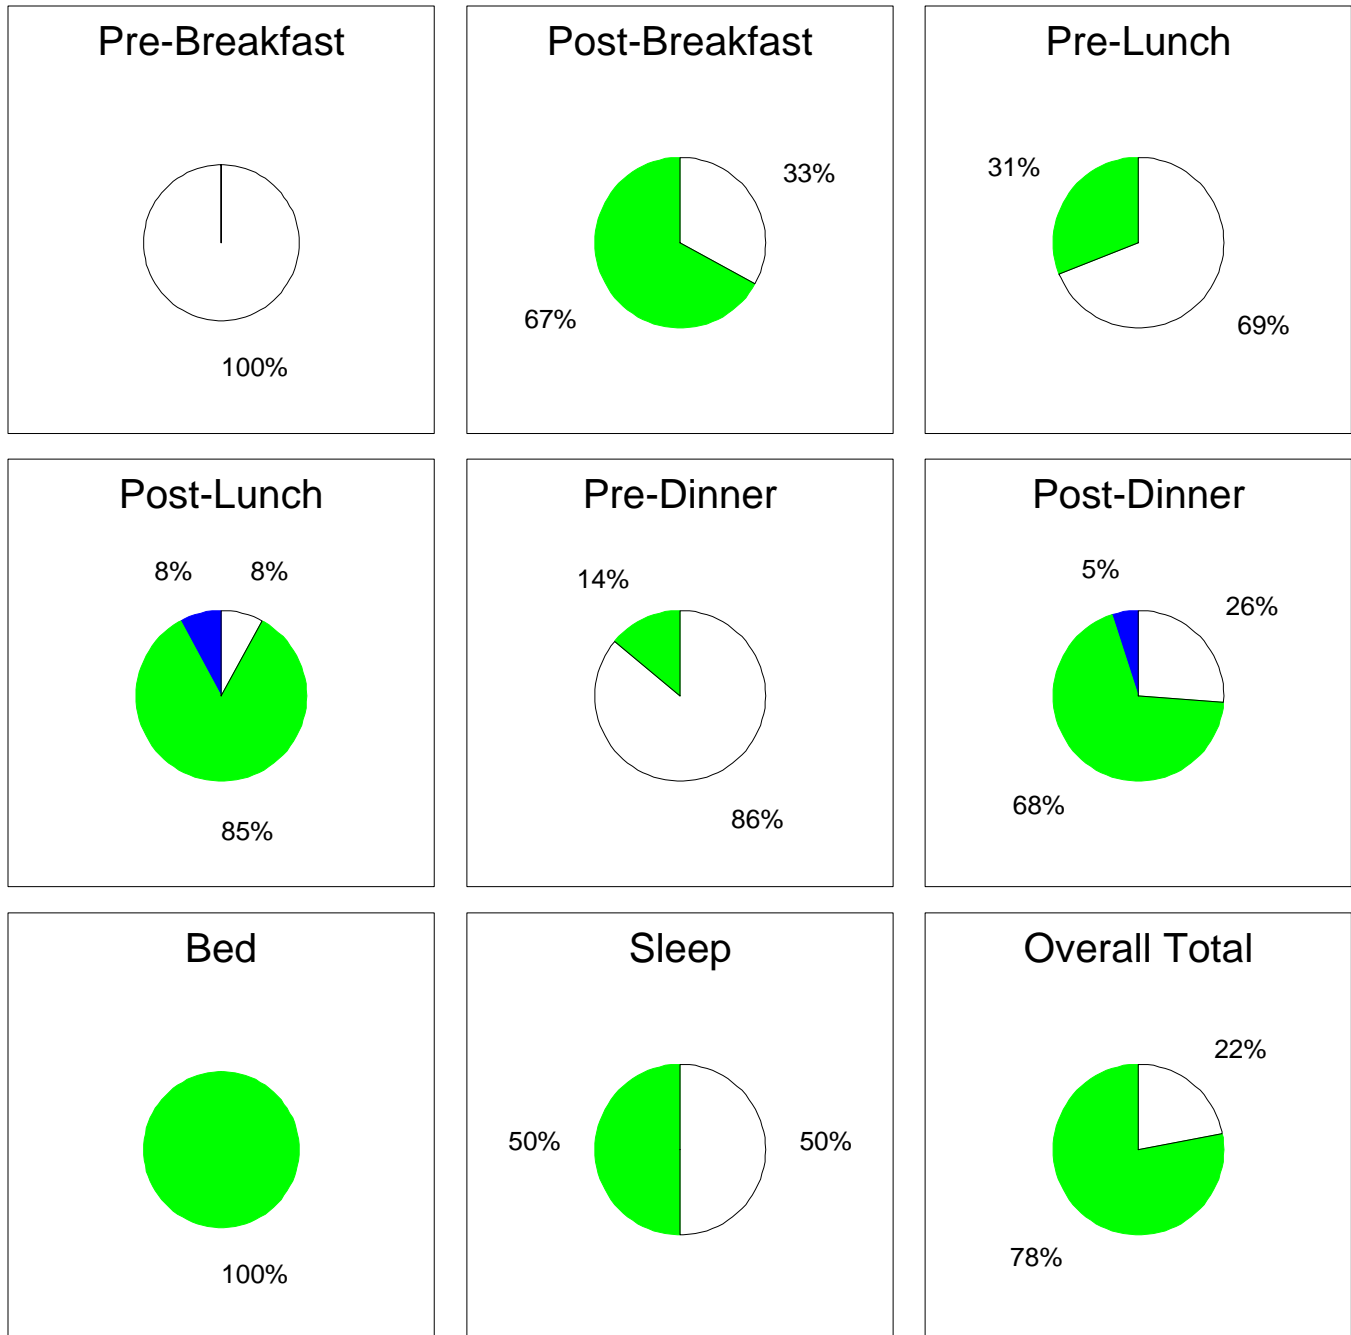 Pre-Breakfast
100%
Post-Breakfast
33%
67%
Pre-Lunch
31%
69%
Post-Lunch
8%
8%
85%
Pre-Dinner
14%
86%
Post-Dinner
5%
26%
68%
Bed
100%
Sleep
50%
50%
Overall Total
22%
78%